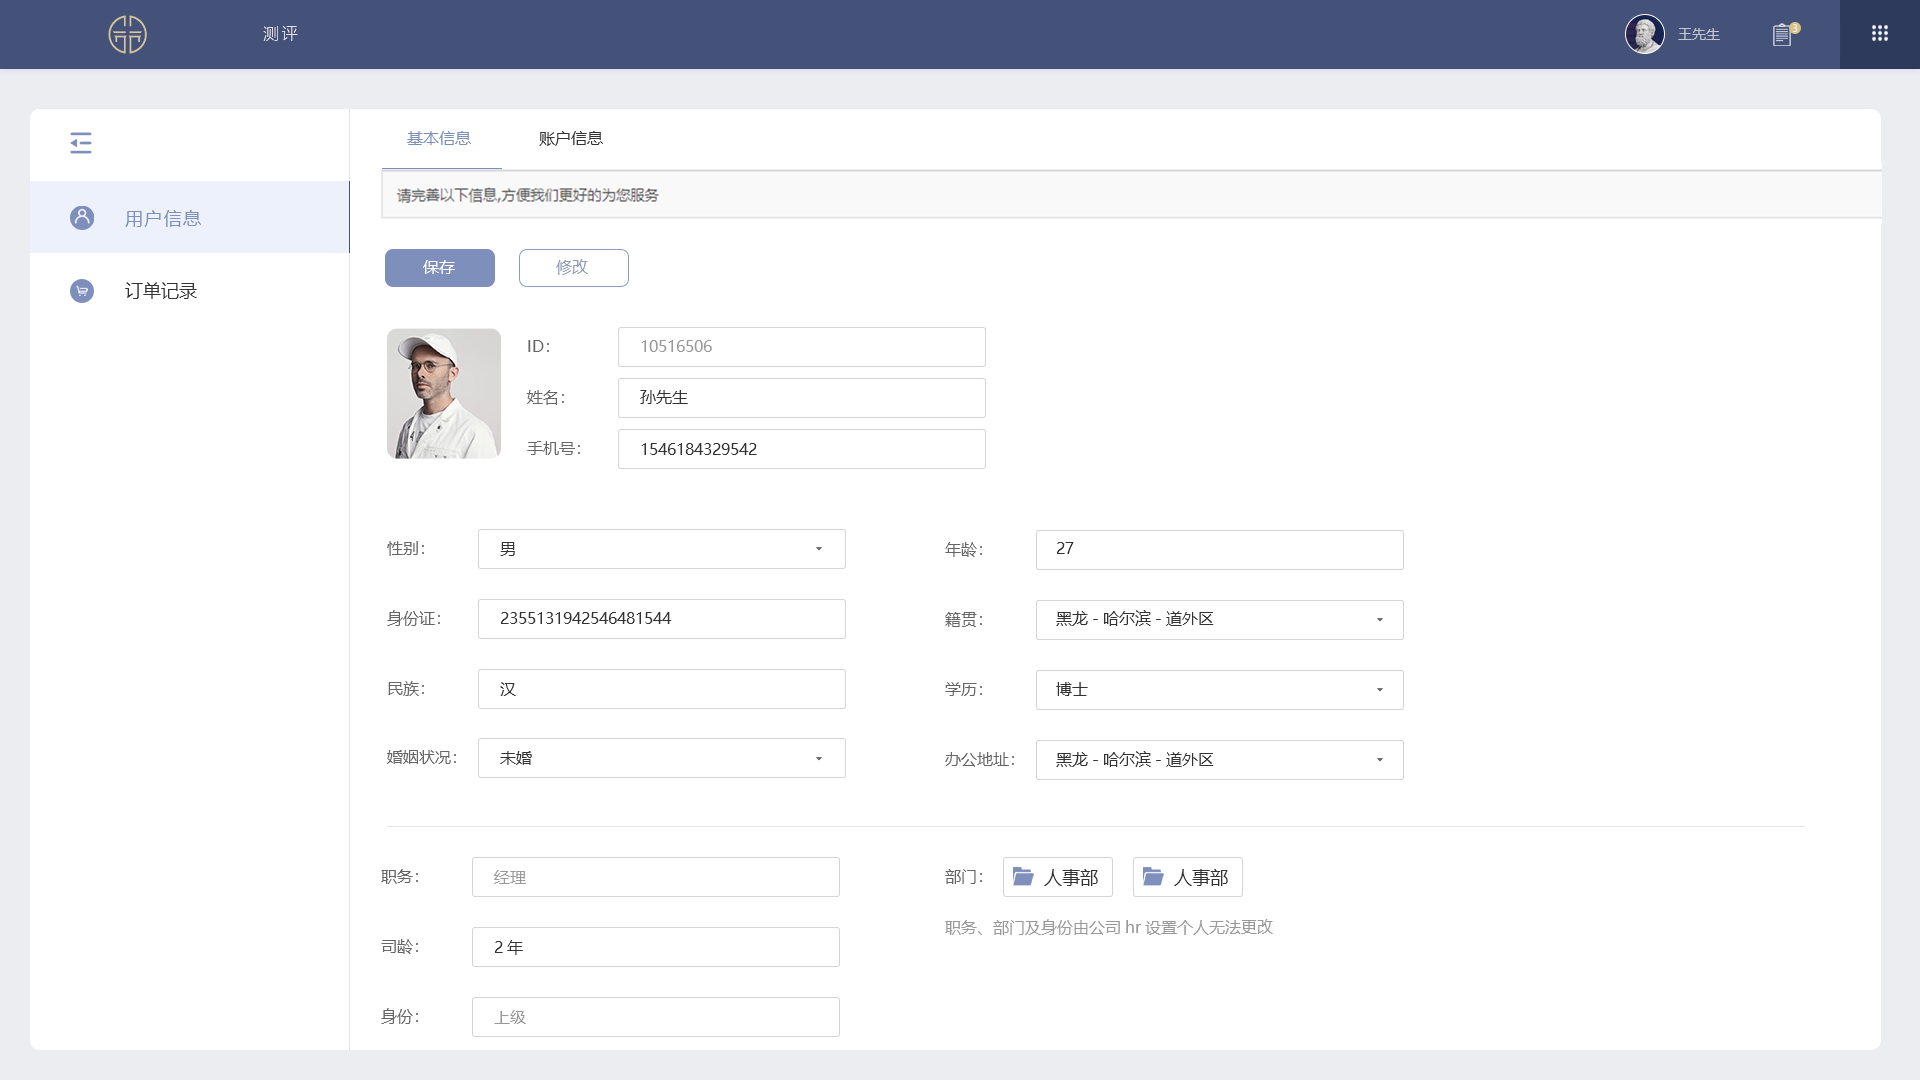 测评
王先生
3
基本信息 账户信息
请完善以下信息,方便我们更好的为您服务
用户信息
订单记录
保存 修改
ID： 10516506
姓名： 孙先生
手机号： 1546184329542
性别： 男 年龄： 27
身份证： 2355131942546481544 籍贯： 黑龙 - 哈尔滨 - 道外区
民族： 汉 学历： 博士
婚姻状况： 未婚 办公地址： 黑龙 - 哈尔滨 - 道外区
职务： 经理 部门： 人事部 人事部
职务、部门及身份由公司 hr 设置个人无法更改
司龄： 2 年
身份： 上级